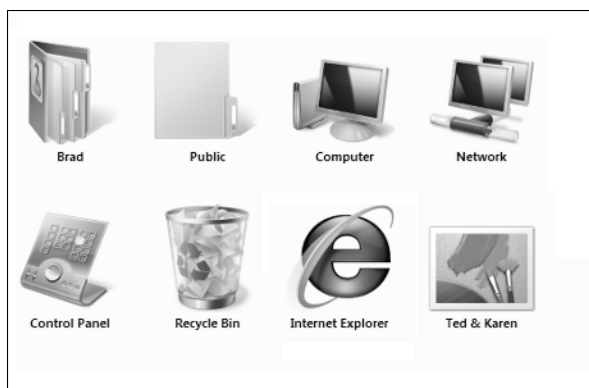 Brad
Public
Computer
Network
Control Panel
Recycle Bin
Internet Explorer
Ted & Karen